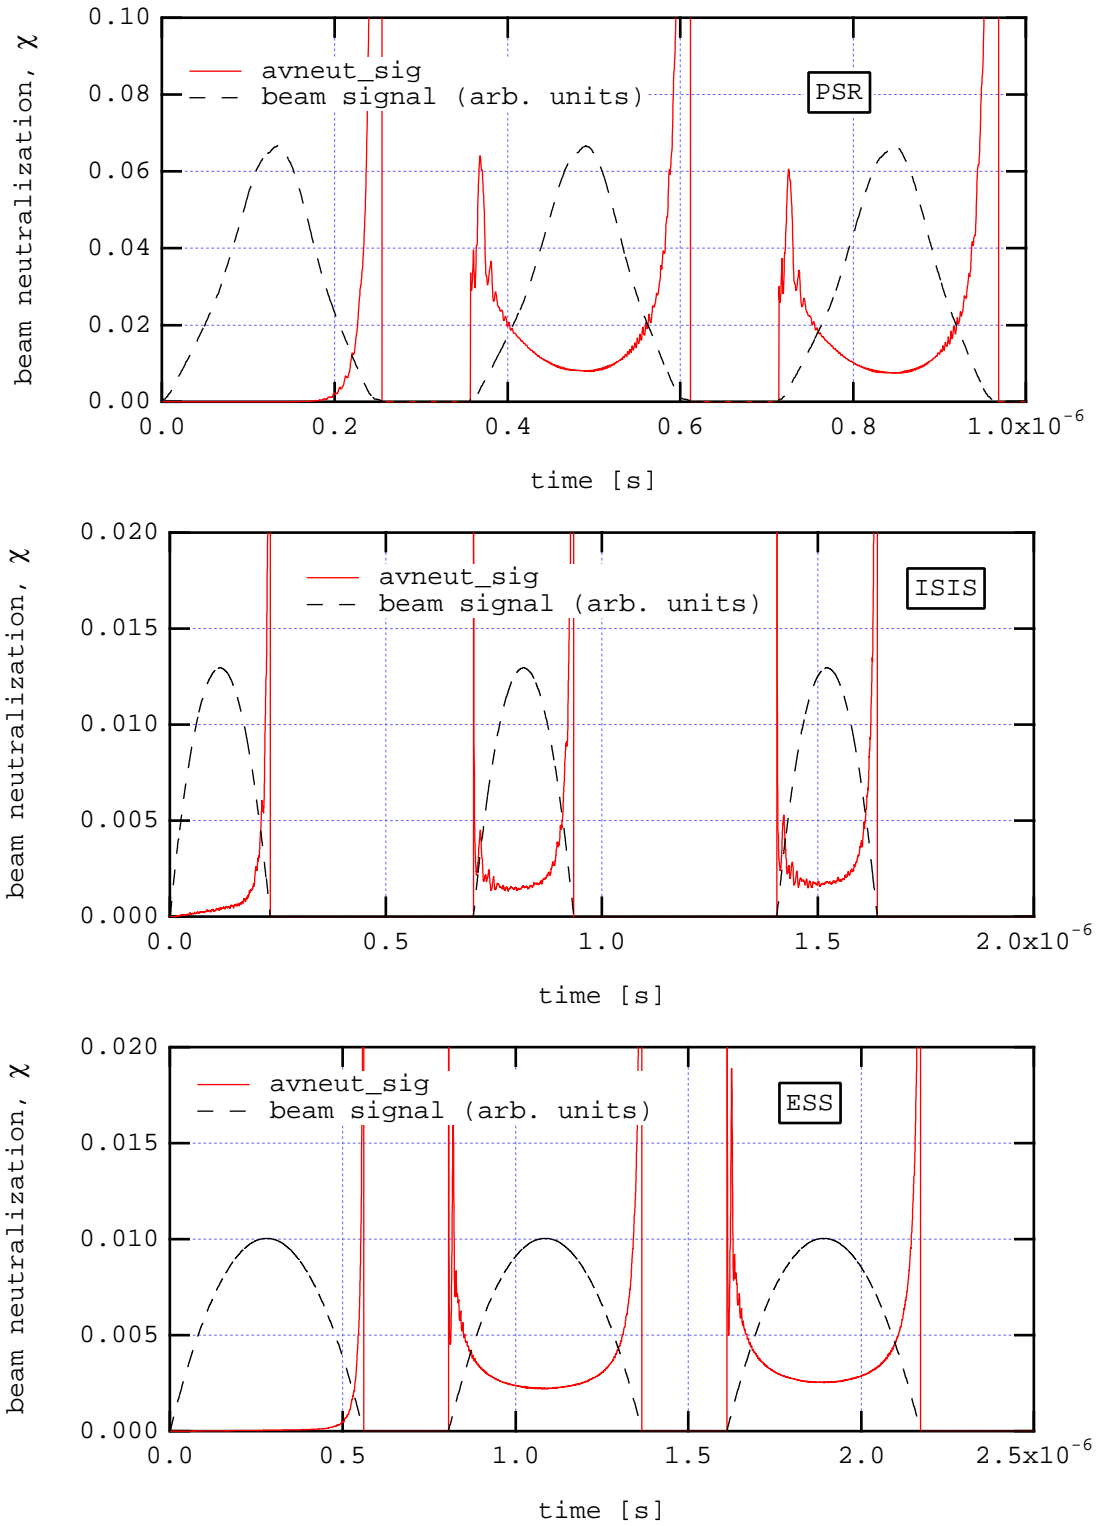 0.10
avneut_sig
beam signal (arb. units)
PSR
0.08
0.06
0.04
0.02
0.00
beam neutralization, χ
0.0 0.2 0.4 0.6 0.8 1.0x10⁻⁶
time [s]
0.020
avneut_sig
beam signal (arb. units)
ISIS
0.015
0.010
0.005
0.000
beam neutralization, χ
0.0 0.5 1.0 1.5 2.0x10⁻⁶
time [s]
0.020
avneut_sig
beam signal (arb. units)
ESS
0.015
0.010
0.005
0.000
beam neutralization, χ
0.0 0.5 1.0 1.5 2.0 2.5x10⁻⁶
time [s]